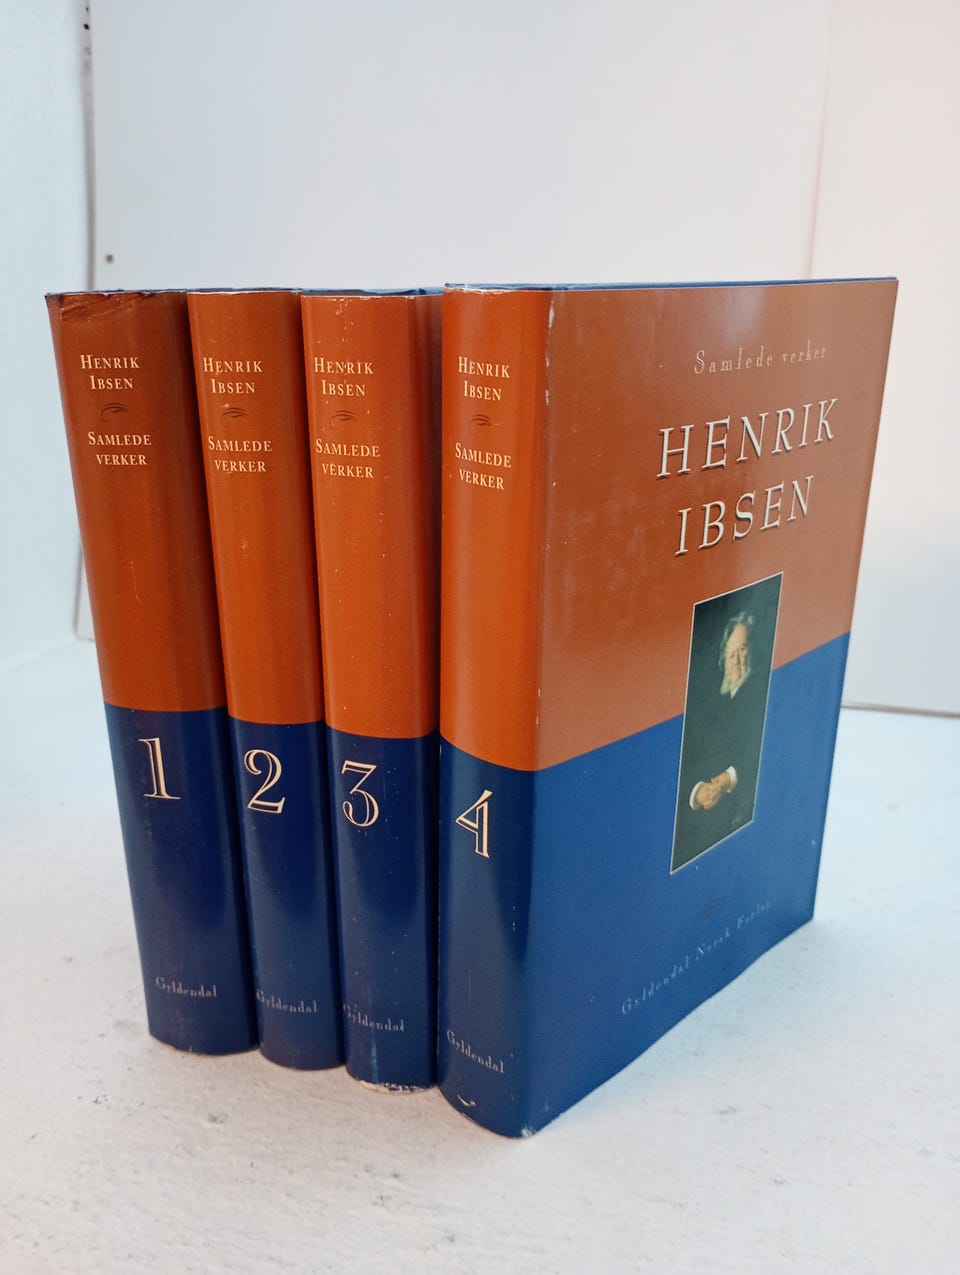 HENRIK
IBSEN
SAMLEDE
VERKER
1
Gyldendal
HENRIK
IBSEN
SAMLEDE
VERKER
2
Gyldendal
HENRIK
IBSEN
SAMLEDE
VERKER
3
Gyldendal
HENRIK
IBSEN
SAMLEDE
VERKER
4
Gyldendal
Samlede verker
HENRIK
IBSEN
Gyldendal Norsk Forlag